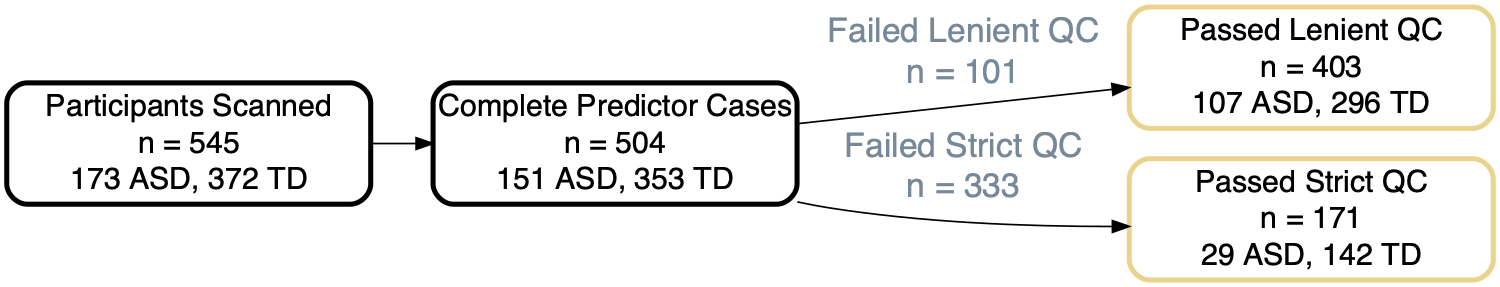 Participants Scanned
n = 545
173 ASD, 372 TD
Complete Predictor Cases
n = 504
151 ASD, 353 TD
Failed Lenient QC
n = 101
Failed Strict QC
n = 333
Passed Lenient QC
n = 403
107 ASD, 296 TD
Passed Strict QC
n = 171
29 ASD, 142 TD